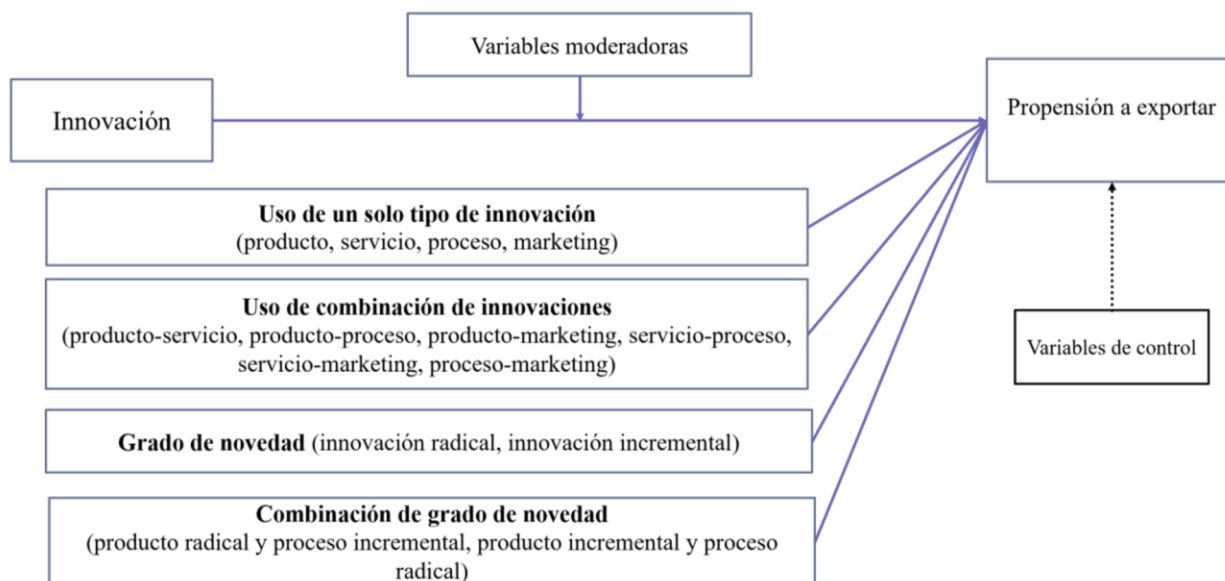 Variables moderadoras
Innovación
Propensión a exportar
Uso de un solo tipo de innovación
(producto, servicio, proceso, marketing)
Uso de combinación de innovaciones
(producto-servicio, producto-proceso, producto-marketing, servicio-proceso,
servicio-marketing, proceso-marketing)
Variables de control
Grado de novedad (innovación radical, innovación incremental)
Combinación de grado de novedad
(producto radical y proceso incremental, producto incremental y proceso
radical)